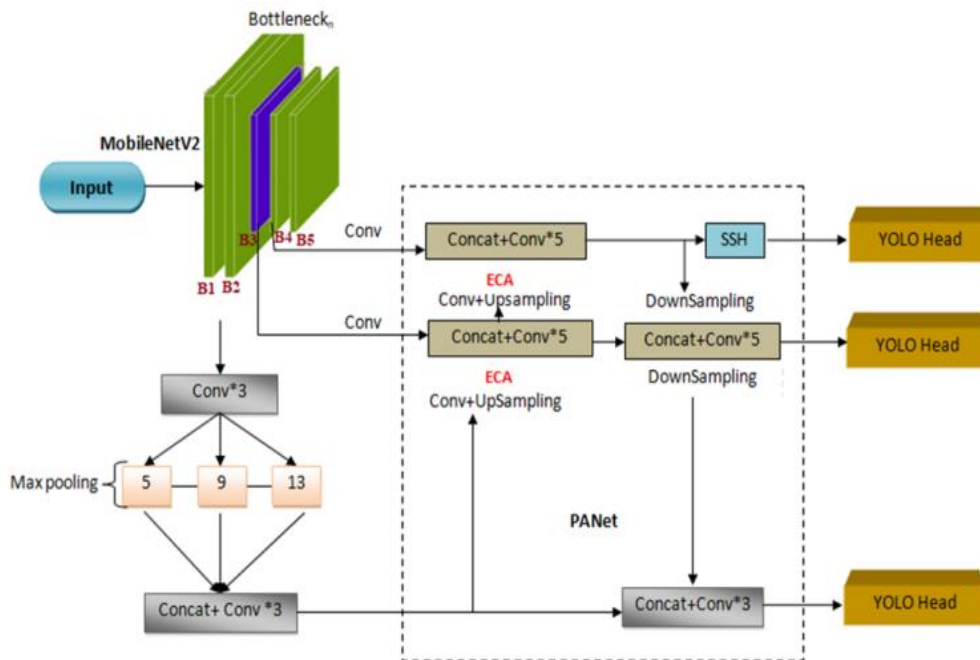 Bottleneckn
MobileNetV2
Input
B1
B2
B3
B4
B5
Conv
Concat+Conv*5
SSH
YOLO Head
ECA
Conv+Upsampling
DownSampling
Conv
Concat+Conv*5
Concat+Conv*5
YOLO Head
ECA
Conv+UpSampling
DownSampling
Conv*3
Max pooling
5
9
13
PANet
Concat+ Conv *3
Concat+Conv*3
YOLO Head